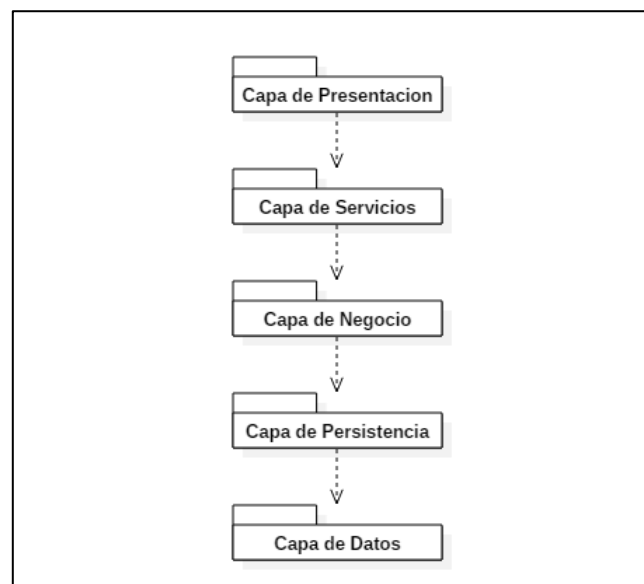 Capa de Presentacion
Capa de Servicios
Capa de Negocio
Capa de Persistencia
Capa de Datos